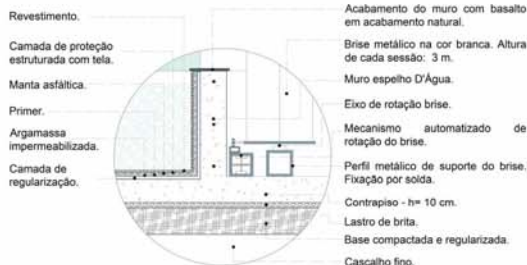 Revestimento.
Camada de proteção
estruturada com tela.
Manta asfáltica.
Primer.
Argamassa
impermeabilizada.
Camada de
regularização.
Acabamento do muro com basalto
em acabamento natural.
Brise metálico na cor branca. Altura
de cada sessão: 3 m.
Muro espelho D'Água.
Eixo de rotação brise.
Mecanismo automatizado de
rotação do brise.
Perfil metálico de suporte do brise.
Fixação por solda.
Contrapiso - h= 10 cm.
Lastro de brita.
Base compactada e regularizada.
Cascalho fino.